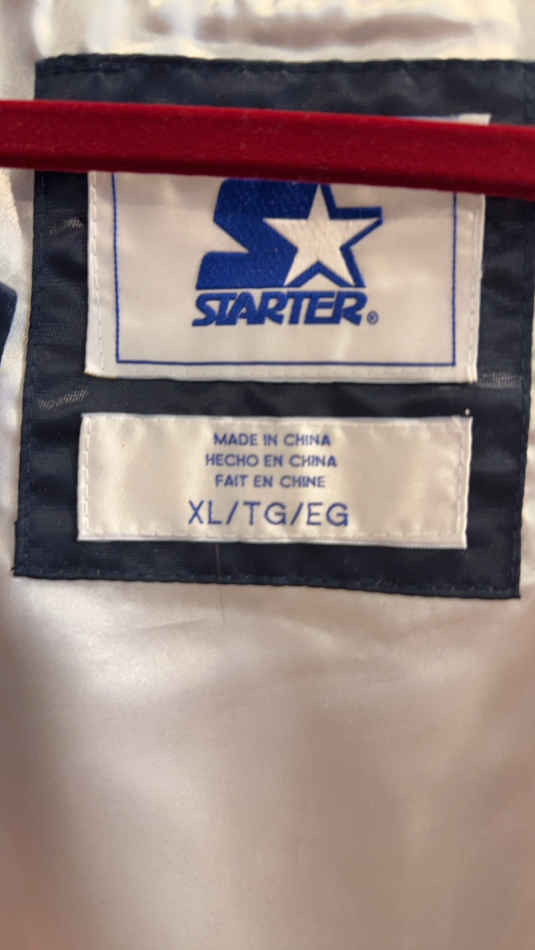 STARTER®
MADE IN CHINA
HECHO EN CHINA
FAIT EN CHINE
XL/TG/EG